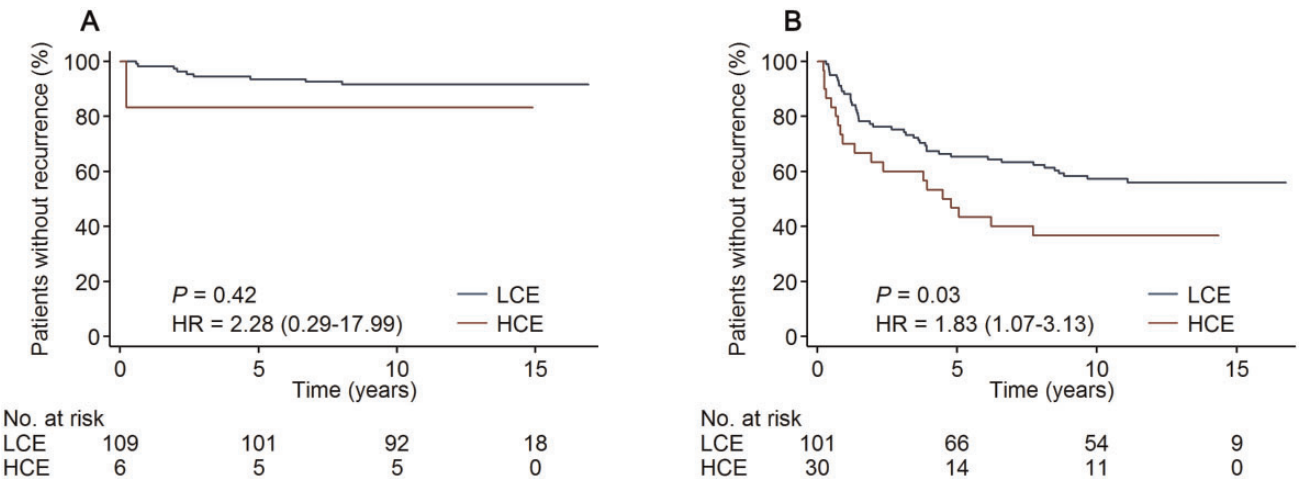 A
Patients without recurrence (%)
100
80
60
40
20
0
P = 0.42
HR = 2.28 (0.29-17.99)
LCE
HCE
0 5 10 15
Time (years)
No. at risk
LCE 109 101 92 18
HCE 6 5 5 0
B
Patients without recurrence (%)
100
80
60
40
20
0
P = 0.03
HR = 1.83 (1.07-3.13)
LCE
HCE
0 5 10 15
Time (years)
No. at risk
LCE 101 66 54 9
HCE 30 14 11 0